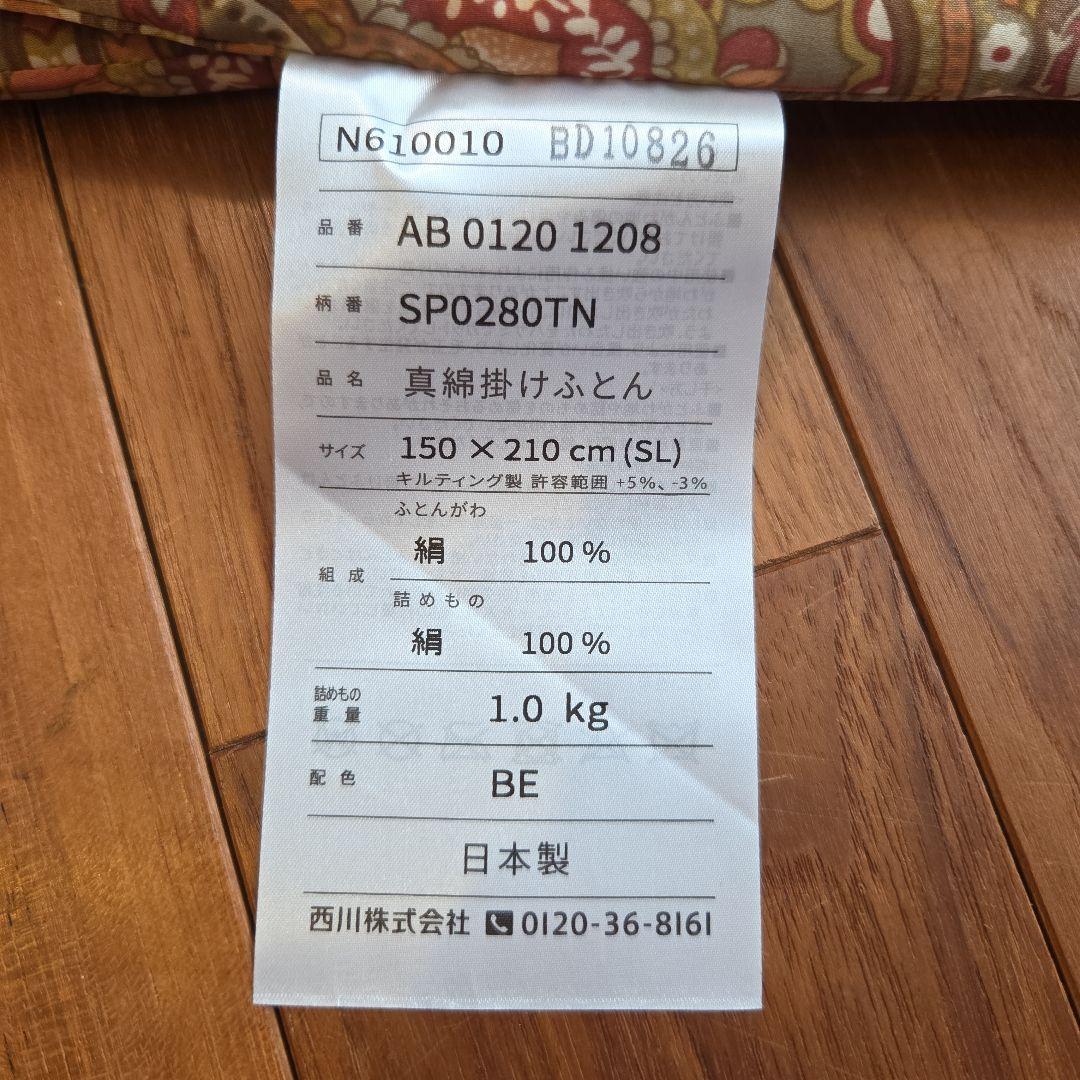 N610010 BD10826
品番 AB 0120 1208
柄番 SP0280TN
品名 真綿掛けふとん
サイズ 150 × 210 cm (SL)
キルティング製 許容範囲 +5%、-3%
ふとんがわ
絹 100 %
組成
詰めもの
絹 100 %
詰めもの
重量 1.0 kg
配色 BE
日本製
西川株式会社 0120-36-8161